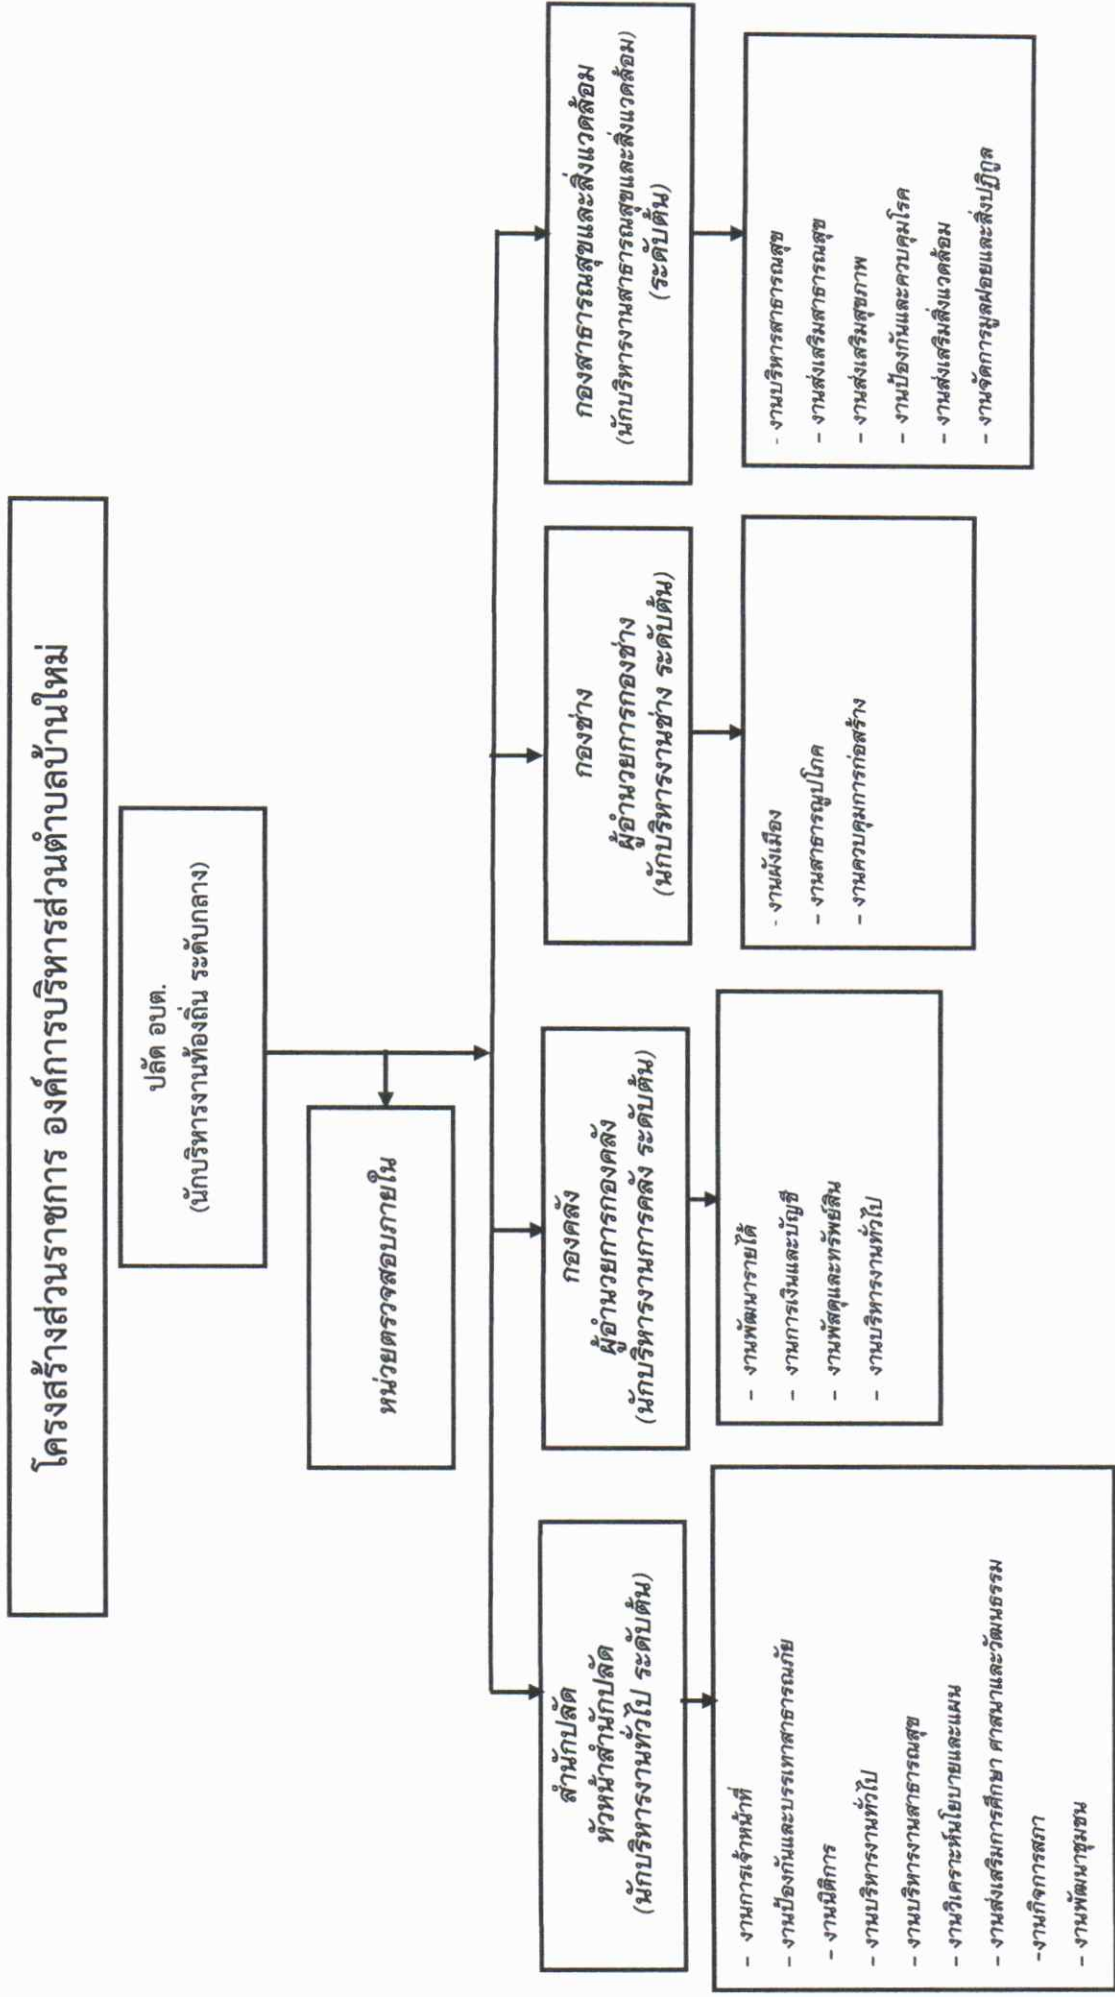 โครงสร้างส่วนราชการ องค์การบริหารส่วนตำบลบ้านใหม่
ปลัด อบต.
(นักบริหารงานท้องถิ่น ระดับกลาง)
หน่วยตรวจสอบภายใน
สำนักปลัด
หัวหน้าสำนักปลัด
(นักบริหารงานทั่วไป ระดับต้น)
- งานการเจ้าหน้าที่
- งานป้องกันและบรรเทาสาธารณภัย
- งานนิติการ
- งานบริหารงานทั่วไป
- งานบริหารงานสาธารณสุข
- งานวิเคราะห์นโยบายและแผน
- งานส่งเสริมการศึกษา ศาสนาและวัฒนธรรม
-งานกิจการสภา
- งานพัฒนาชุมชน
กองคลัง
ผู้อำนวยการกองคลัง
(นักบริหารงานการคลัง ระดับต้น)
- งานพัฒนารายได้
- งานการเงินและบัญชี
- งานพัสดุและทรัพย์สิน
- งานบริหารงานทั่วไป
กองช่าง
ผู้อำนวยการกองช่าง
(นักบริหารงานช่าง ระดับต้น)
- งานผังเมือง
- งานสาธารณูปโภค
- งานควบคุมการก่อสร้าง
กองสาธารณสุขและสิ่งแวดล้อม
(นักบริหารงานสาธารณสุขและสิ่งแวดล้อม)
(ระดับต้น)
- งานบริหารสาธารณสุข
- งานส่งเสริมสาธารณสุข
- งานส่งเสริมสุขภาพ
- งานป้องกันและควบคุมโรค
- งานส่งเสริมสิ่งแวดล้อม
- งานจัดการมูลฝอยและสิ่งปฏิกูล